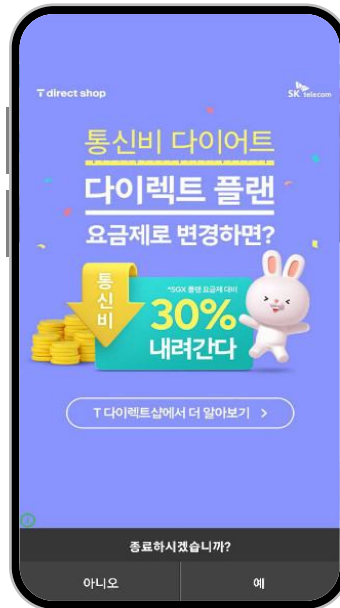 T direct shop
SK telecom
통신비 다이어트
다이렉트 플랜
요금제로 변경하면?
통신비
*5GX 플랜 요금제 대비
30%
내려간다
T 다이렉트샵에서 더 알아보기 >
종료하시겠습니까?
아니오
예